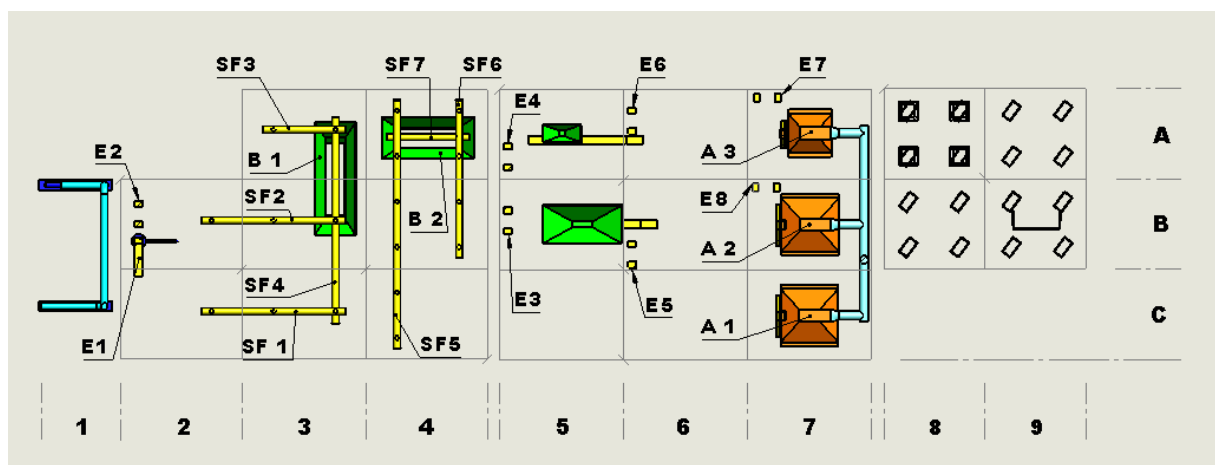 SF3 SF7 SF6 E6 E7
E4
A
E2 B 1 A 3
SF2 B 2 E8 B
A 2
SF4 E3 E5
C
E1 SF 1 SF5 A 1
1 2 3 4 5 6 7 8 9